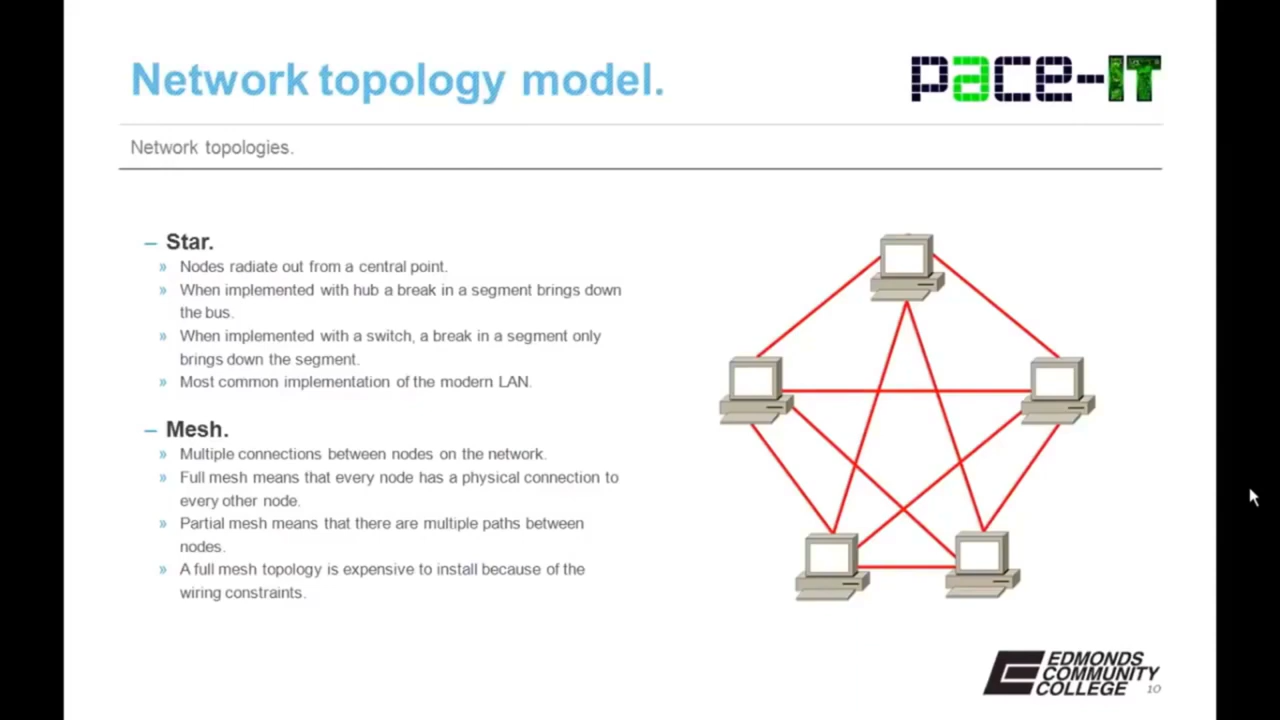 Network topology model.
pace-IT
Network topologies.
– Star.
» Nodes radiate out from a central point.
» When implemented with hub a break in a segment brings down
the bus.
» When implemented with a switch, a break in a segment only
brings down the segment.
» Most common implementation of the modern LAN.
– Mesh.
» Multiple connections between nodes on the network.
» Full mesh means that every node has a physical connection to
every other node.
» Partial mesh means that there are multiple paths between
nodes.
» A full mesh topology is expensive to install because of the
wiring constraints.
EDMONDS
COMMUNITY
COLLEGE
10